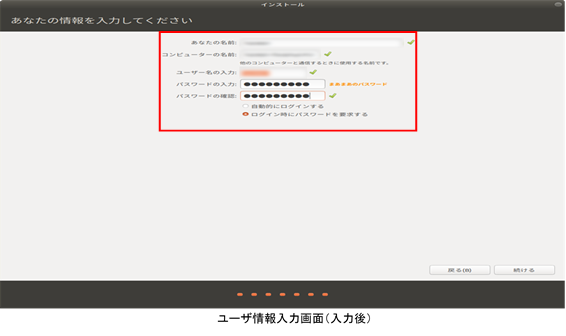 インストール
あなたの情報を入力してください
あなたの名前:
コンピューターの名前:
他のコンピューターと通信するときに使用する名前です。
ユーザー名の入力:
パスワードの入力: ●●●●●●●●● まあまあのパスワード
パスワードの確認: ●●●●●●●●●
自動的にログインする
ログイン時にパスワードを要求する
戻る(B) 続ける
ユーザ情報入力画面（入力後）